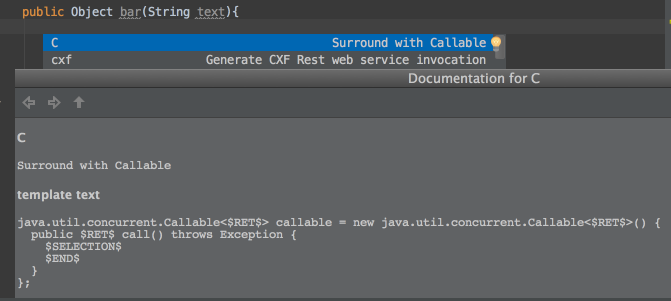 public Object bar(String text){
C Surround with Callable
cxf Generate CXF Rest web service invocation
Documentation for C
C
Surround with Callable
template text
java.util.concurrent.Callable<$RET$> callable = new java.util.concurrent.Callable<$RET$>() {
public $RET$ call() throws Exception {
$SELECTION$
$END$
}
};